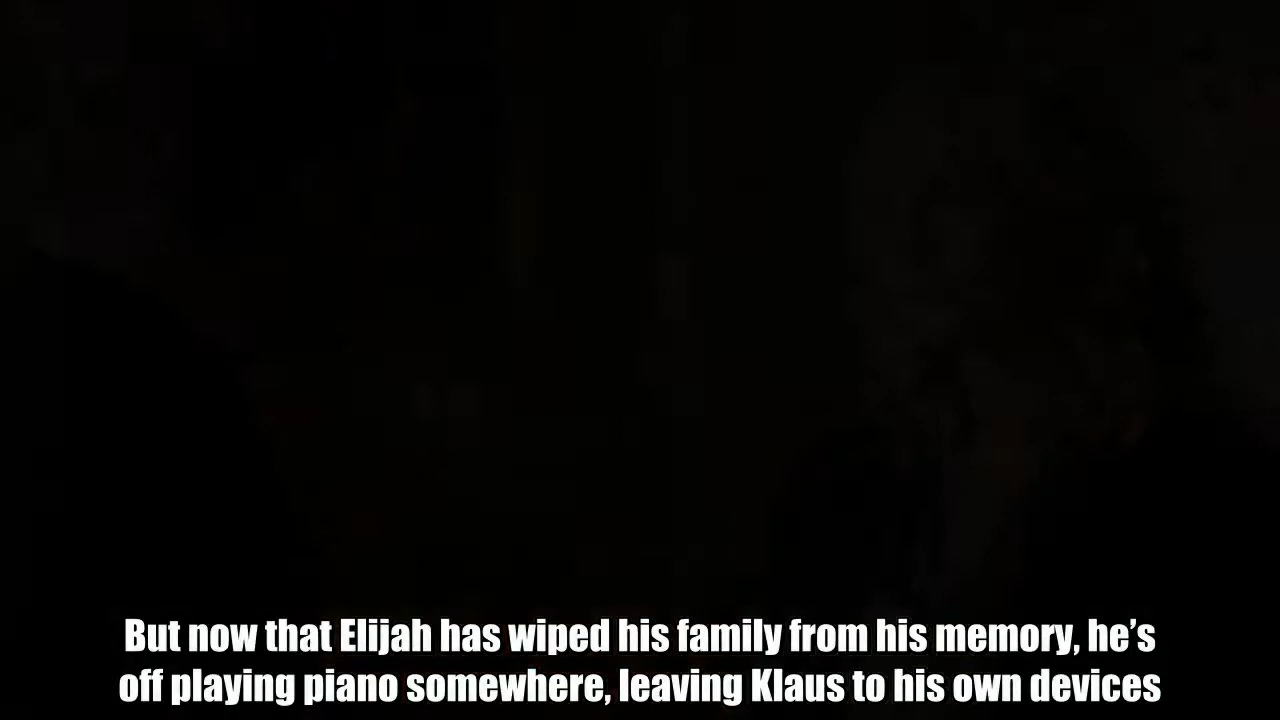 But now that Elijah has wiped his family from his memory, he’s
off playing piano somewhere, leaving Klaus to his own devices